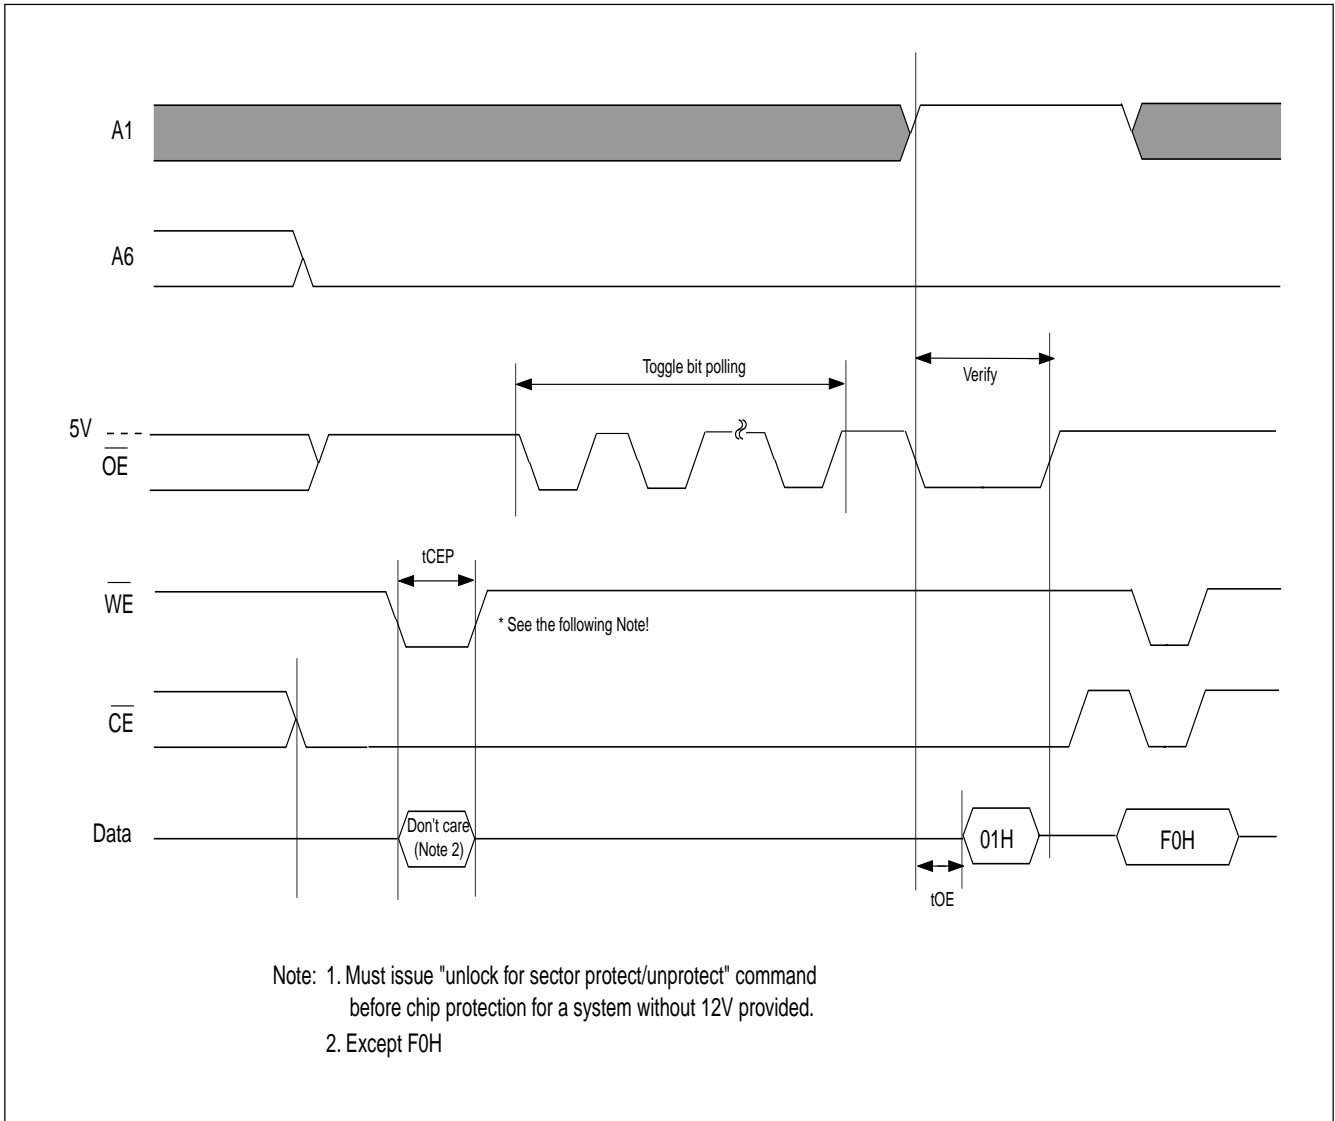 A1
A6
Toggle bit polling
Verify
5V
OE
tCEP
WE
* See the following Note!
CE
Data
Don't care
(Note 2)
01H
F0H
tOE
Note: 1. Must issue "unlock for sector protect/unprotect" command
before chip protection for a system without 12V provided.
2. Except F0H